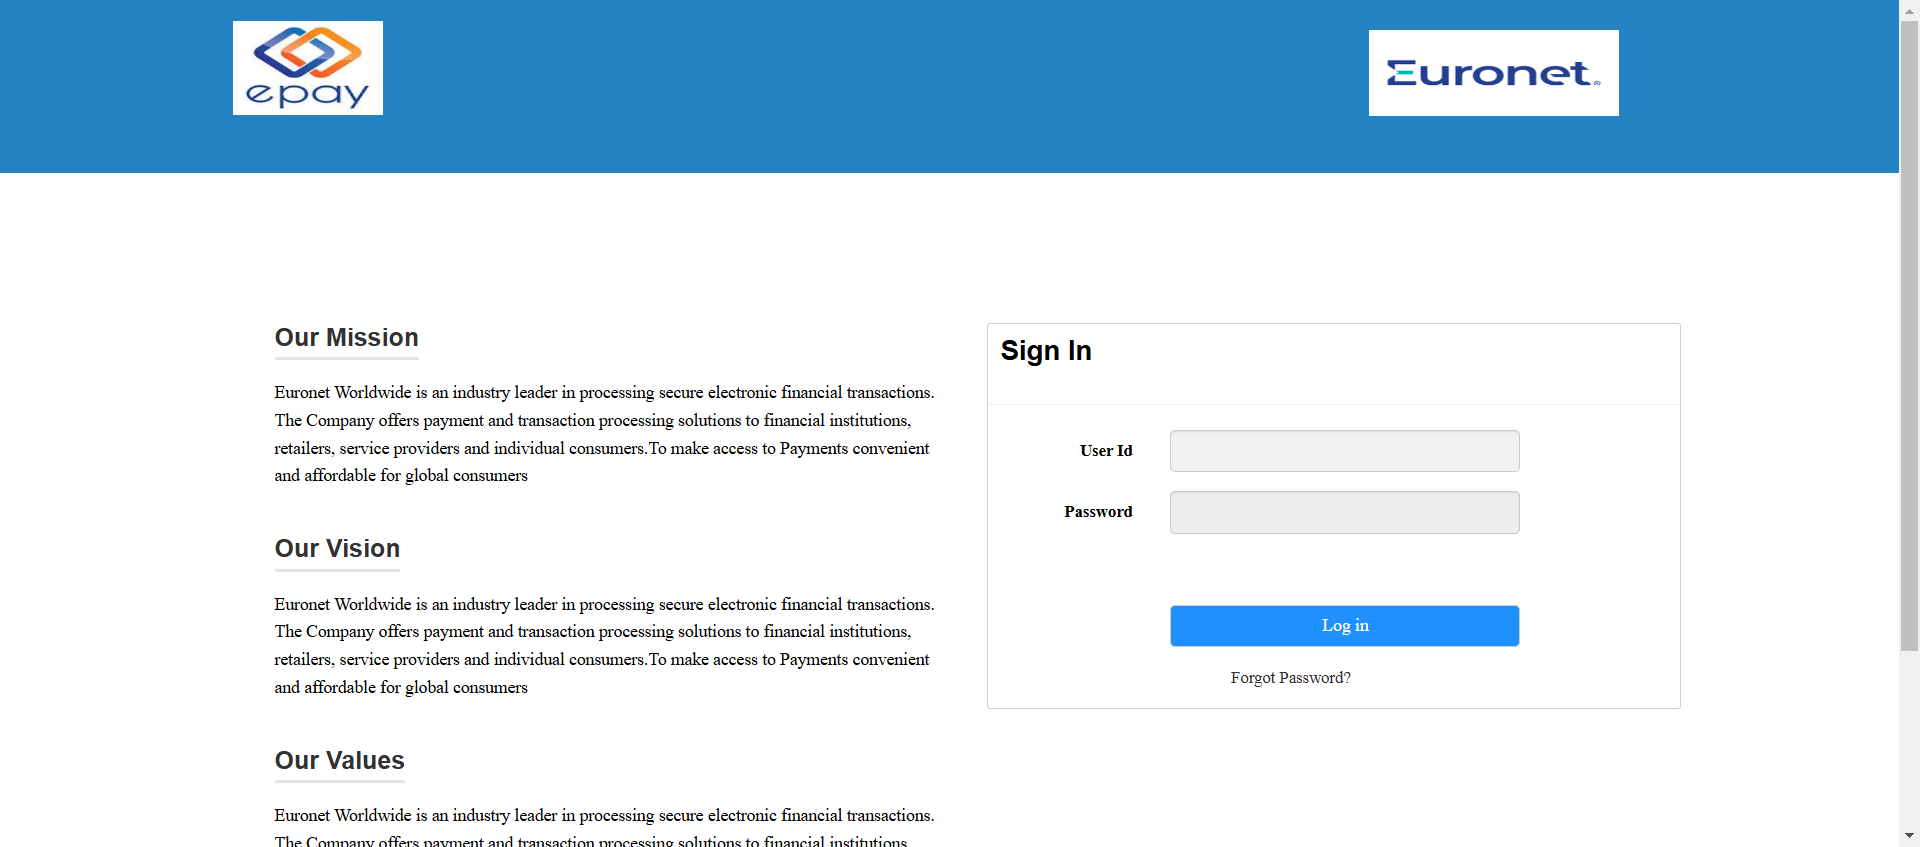 epay
Euronet®
Our Mission
Euronet Worldwide is an industry leader in processing secure electronic financial transactions.
The Company offers payment and transaction processing solutions to financial institutions,
retailers, service providers and individual consumers.To make access to Payments convenient
and affordable for global consumers
Our Vision
Euronet Worldwide is an industry leader in processing secure electronic financial transactions.
The Company offers payment and transaction processing solutions to financial institutions,
retailers, service providers and individual consumers.To make access to Payments convenient
and affordable for global consumers
Our Values
Euronet Worldwide is an industry leader in processing secure electronic financial transactions.
The Company offers payment and transaction processing solutions to financial institutions,
Sign In
User Id
Password
Log in
Forgot Password?